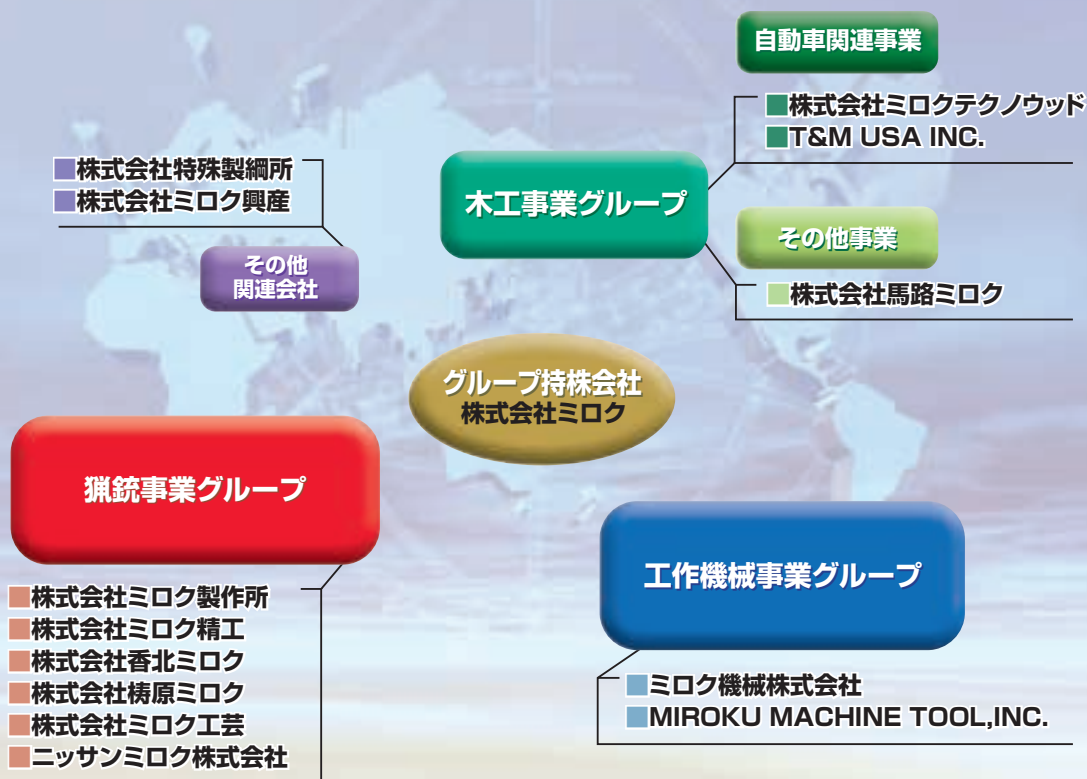 自動車関連事業
■株式会社ミロクテクノウッド
■T&M USA INC.
■株式会社特殊製綱所
■株式会社ミロク興産
木工事業グループ
その他事業
その他
関連会社
■株式会社馬路ミロク
グループ持株会社
株式会社ミロク
猟銃事業グループ
工作機械事業グループ
■株式会社ミロク製作所
■株式会社ミロク精工
■株式会社香北ミロク
■株式会社梼原ミロク
■株式会社ミロク工芸
■ニッサンミロク株式会社
■ミロク機械株式会社
■MIROKU MACHINE TOOL,INC.